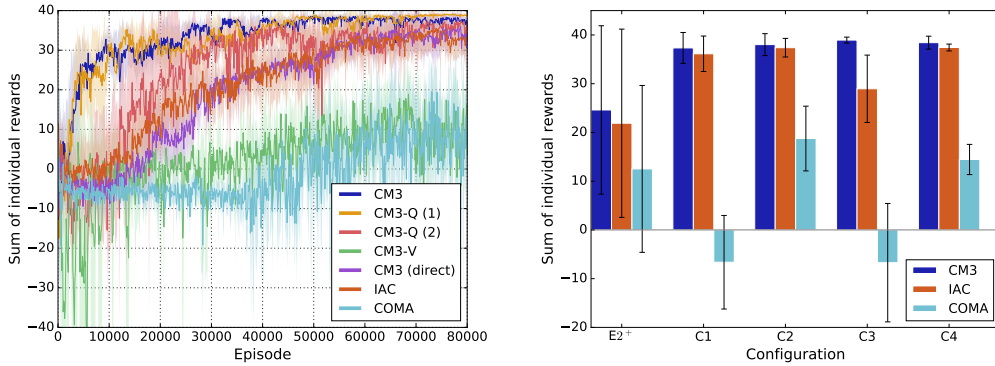 Sum of individual rewards
40
30
20
10
0
−10
−20
−30
−40
0 10000 20000 30000 40000 50000 60000 70000 80000
Episode
CM3
CM3-Q (1)
CM3-Q (2)
CM3-V
CM3 (direct)
IAC
COMA
Sum of individual rewards
40
30
20
10
0
−10
−20
E2⁺ C1 C2 C3 C4
Configuration
CM3
IAC
COMA